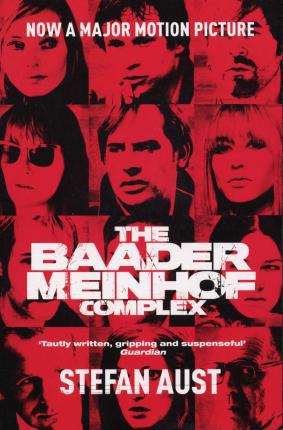 NOW A MAJOR MOTION PICTURE
THE
BAADER
MEINHOF
COMPLEX
'Tautly written, gripping and suspenseful'
Guardian
STEFAN AUST